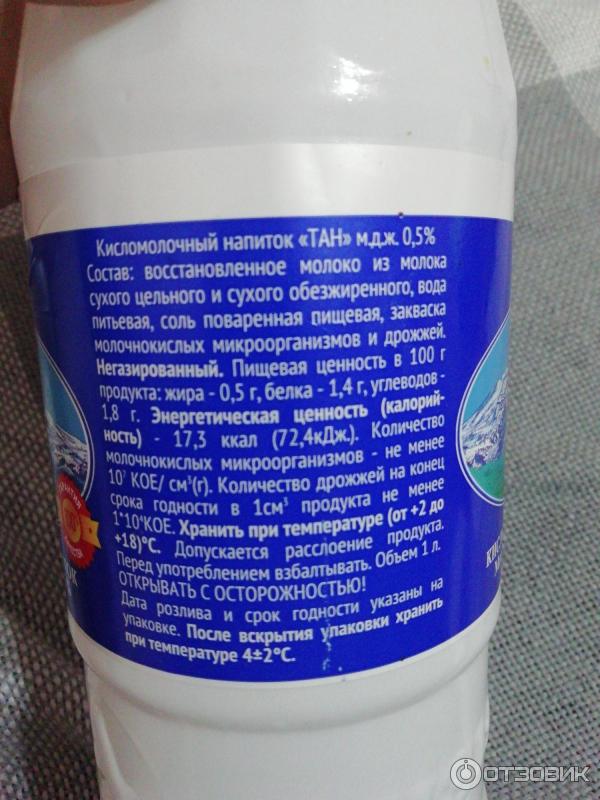 Кисломолочный напиток «ТАН» м.д.ж. 0,5%
Состав: восстановленное молоко из молока
сухого цельного и сухого обезжиренного, вода
питьевая, соль поваренная пищевая, закваска
молочнокислых микроорганизмов и дрожжей.
Негазированный. Пищевая ценность в 100 г
продукта: жира - 0,5 г, белка - 1,4 г, углеводов -
1,8 г. Энергетическая ценность (калорий-
ность) - 17,3 ккал (72,4кДж). Количество
молочнокислых микроорганизмов - не менее
10⁷ КОЕ/ см³(г). Количество дрожжей на конец
срока годности в 1см³ продукта не менее
1*10⁴КОЕ. Хранить при температуре (от +2 до
+18)°С. Допускается расслоение продукта.
Перед употреблением взбалтывать. Объем 1 л.
ОТКРЫВАТЬ С ОСТОРОЖНОСТЬЮ!
Дата розлива и срок годности указаны на
упаковке. После вскрытия упаковки хранить
при температуре 4±2°С.
ОТЗОВИК